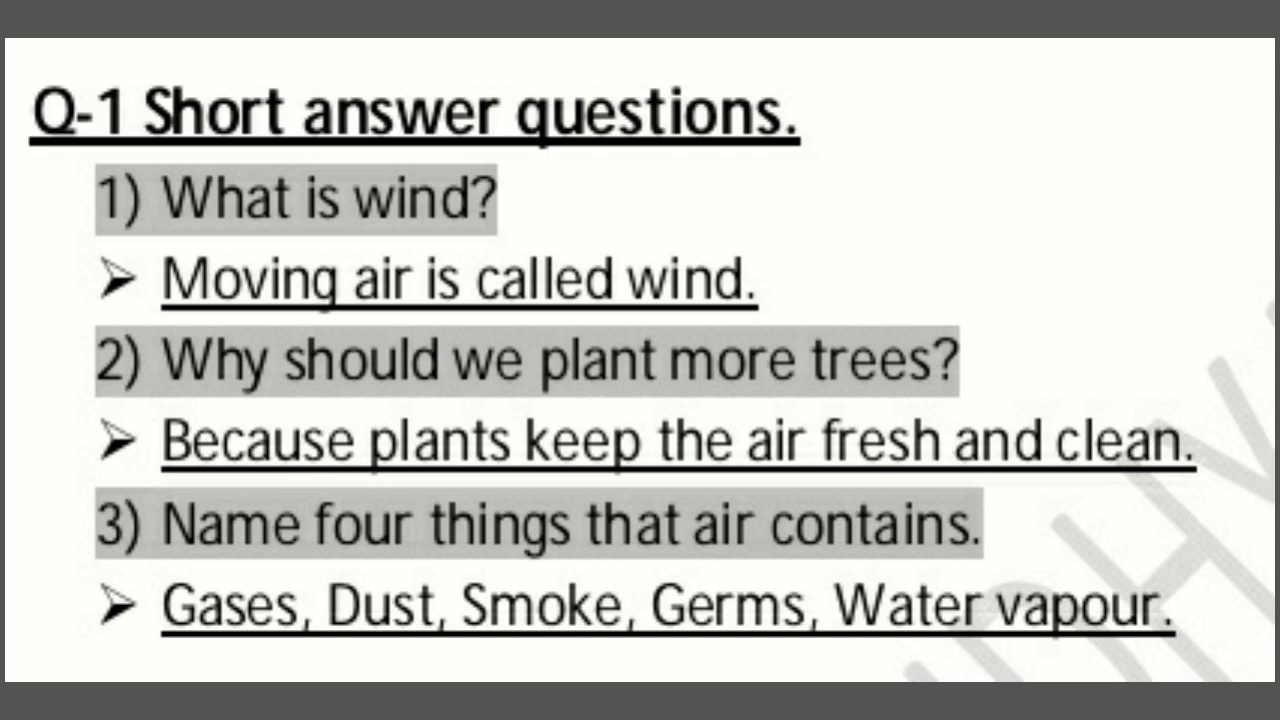 Q-1 Short answer questions.
1) What is wind?
➢ Moving air is called wind.
2) Why should we plant more trees?
➢ Because plants keep the air fresh and clean.
3) Name four things that air contains.
➢ Gases, Dust, Smoke, Germs, Water vapour.